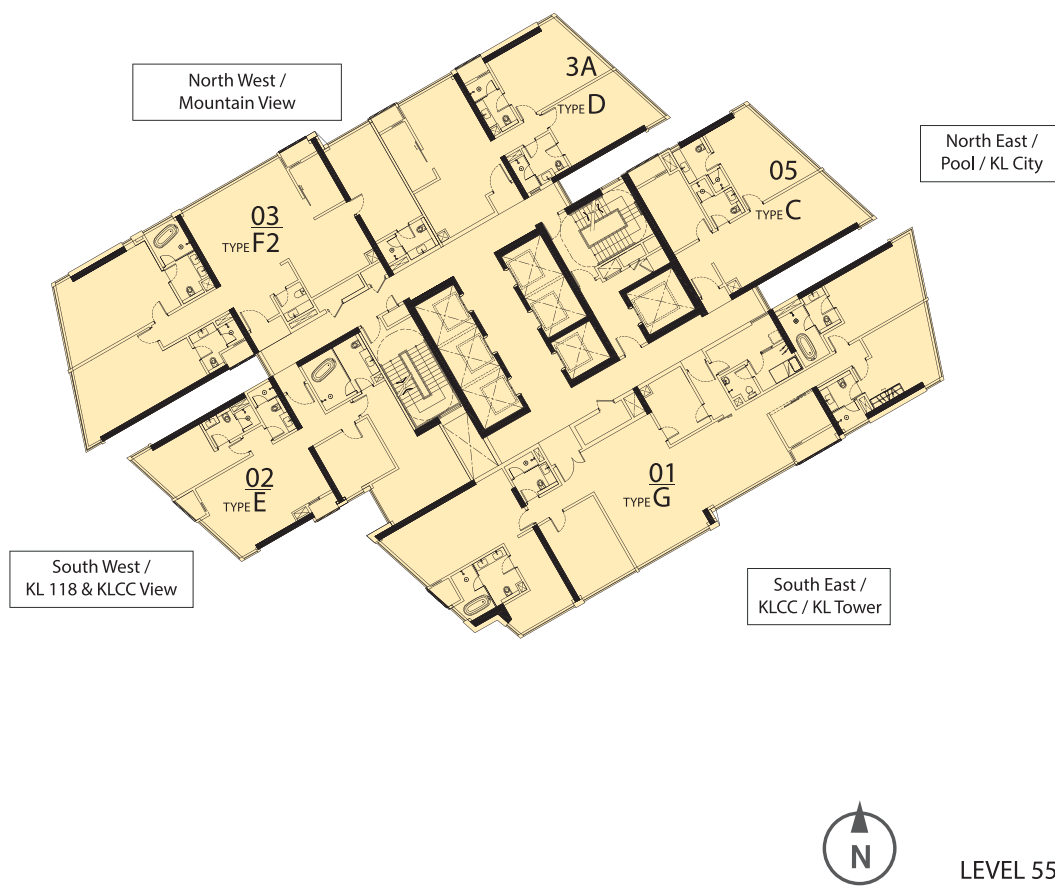 North West /
Mountain View
3A
TYPE D
North East /
Pool / KL City
05
TYPE C
03
TYPE F2
02
TYPE E
01
TYPE G
South West /
KL 118 & KLCC View
South East /
KLCC / KL Tower
N
LEVEL 55